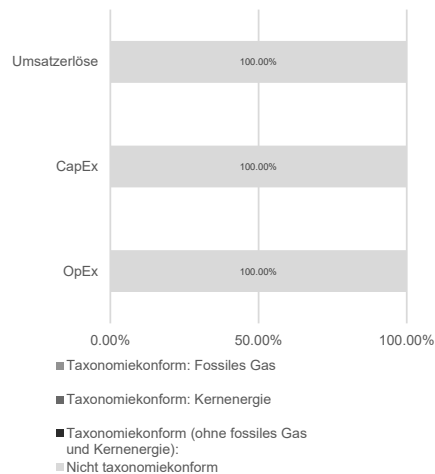 Umsatzerlöse
100.00%
CapEx
100.00%
OpEx
100.00%
0.00% 50.00% 100.00%
Taxonomiekonform: Fossiles Gas
Taxonomiekonform: Kernenergie
Taxonomiekonform (ohne fossiles Gas
und Kernenergie):
Nicht taxonomiekonform